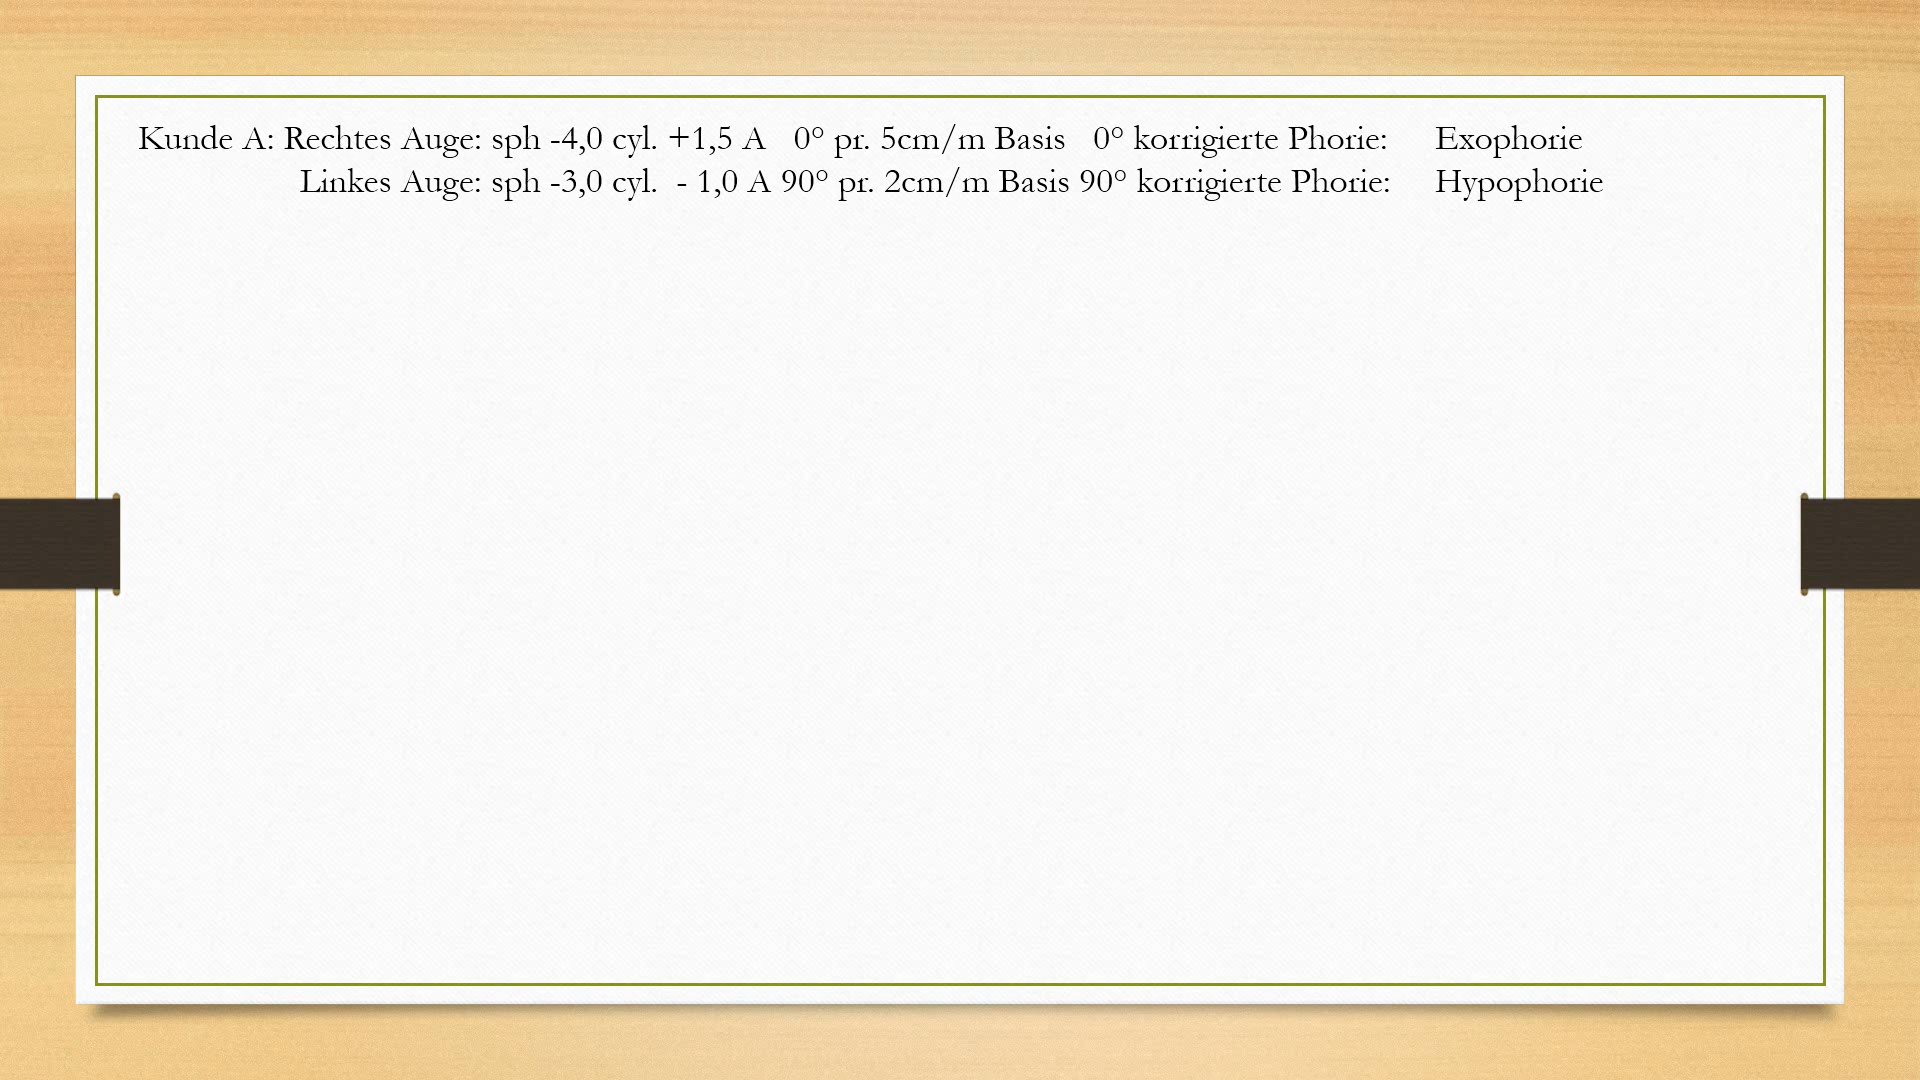 Kunde A: Rechtes Auge: sph -4,0 cyl. +1,5 A 0° pr. 5cm/m Basis 0° korrigierte Phorie: Exophorie
Linkes Auge: sph -3,0 cyl. - 1,0 A 90° pr. 2cm/m Basis 90° korrigierte Phorie: Hypophorie